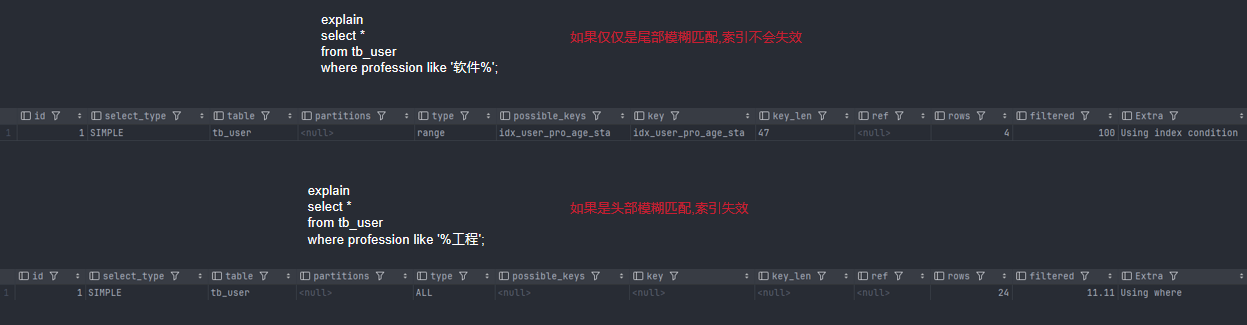 explain
select *
from tb_user
where profession like '软件%';
如果仅仅是尾部模糊匹配,索引不会失效
id select_type table partitions type possible_keys key key_len ref rows filtered Extra
1 1 SIMPLE tb_user <null> range idx_user_pro_age_sta idx_user_pro_age_sta 47 <null> 4 100 Using index condition
explain
select *
from tb_user
where profession like '%工程';
如果是头部模糊匹配,索引失效
id select_type table partitions type possible_keys key key_len ref rows filtered Extra
1 1 SIMPLE tb_user <null> ALL <null> <null> <null> <null> 24 11.11 Using where